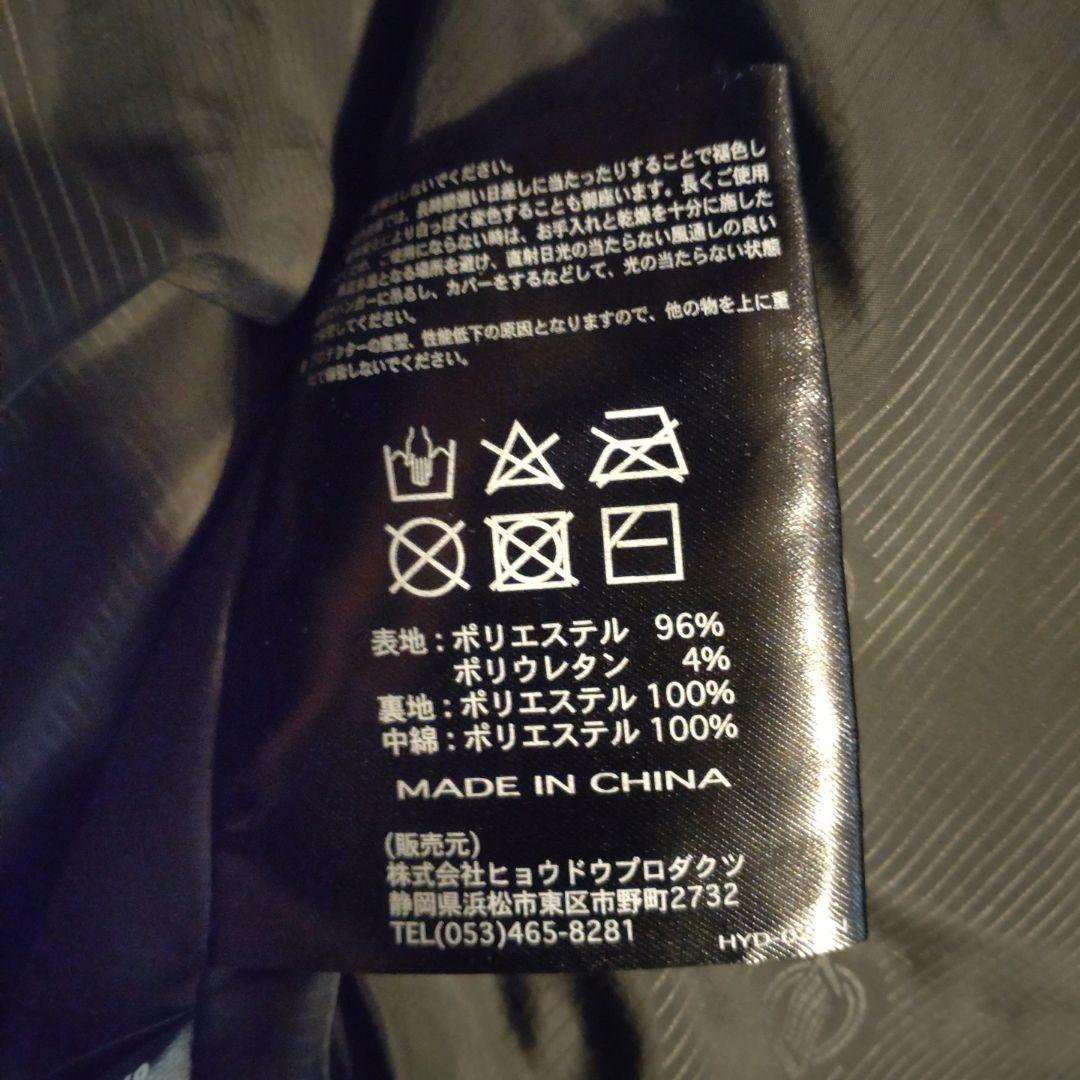 しないでください。
では、長時間強い日差しに当たったりすることで褪色し
により白っぽく変色することも御座います。長くご使用
ご使用にならない時は、お手入れと乾燥を十分に施した
となる場所を避け、直射日光の当たらない風通しの良い
ハンガーに吊るし、カバーをするなどして、光の当たらない状態
してください。
の変型、性能低下の原因となりますので、他の物を上に重
しないでください。
表地:ポリエステル 96%
ポリウレタン 4%
裏地:ポリエステル 100%
中綿:ポリエステル 100%
MADE IN CHINA
(販売元)
株式会社ヒョウドウプロダクツ
静岡県浜松市東区市野町2732
TEL(053)465-8281